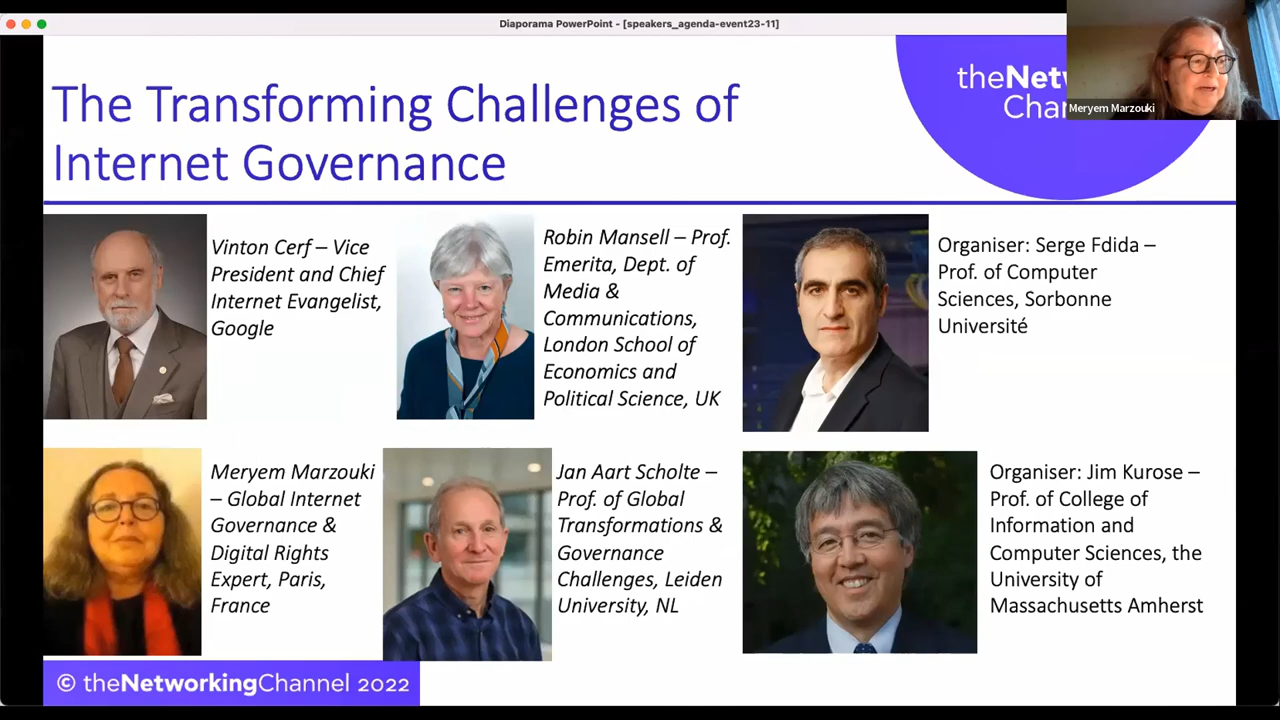 Diaporama PowerPoint - [speakers_agenda-event23-11]
The Transforming Challenges of
Internet Governance
Meryem Marzouki
Vinton Cerf – Vice
President and Chief
Internet Evangelist,
Google
Robin Mansell – Prof.
Emerita, Dept. of
Media &
Communications,
London School of
Economics and
Political Science, UK
Organiser: Serge Fdida –
Prof. of Computer
Sciences, Sorbonne
Université
Meryem Marzouki
– Global Internet
Governance &
Digital Rights
Expert, Paris,
France
Jan Aart Scholte –
Prof. of Global
Transformations &
Governance
Challenges, Leiden
University, NL
Organiser: Jim Kurose –
Prof. of College of
Information and
Computer Sciences, the
University of
Massachusetts Amherst
© theNetworkingChannel 2022